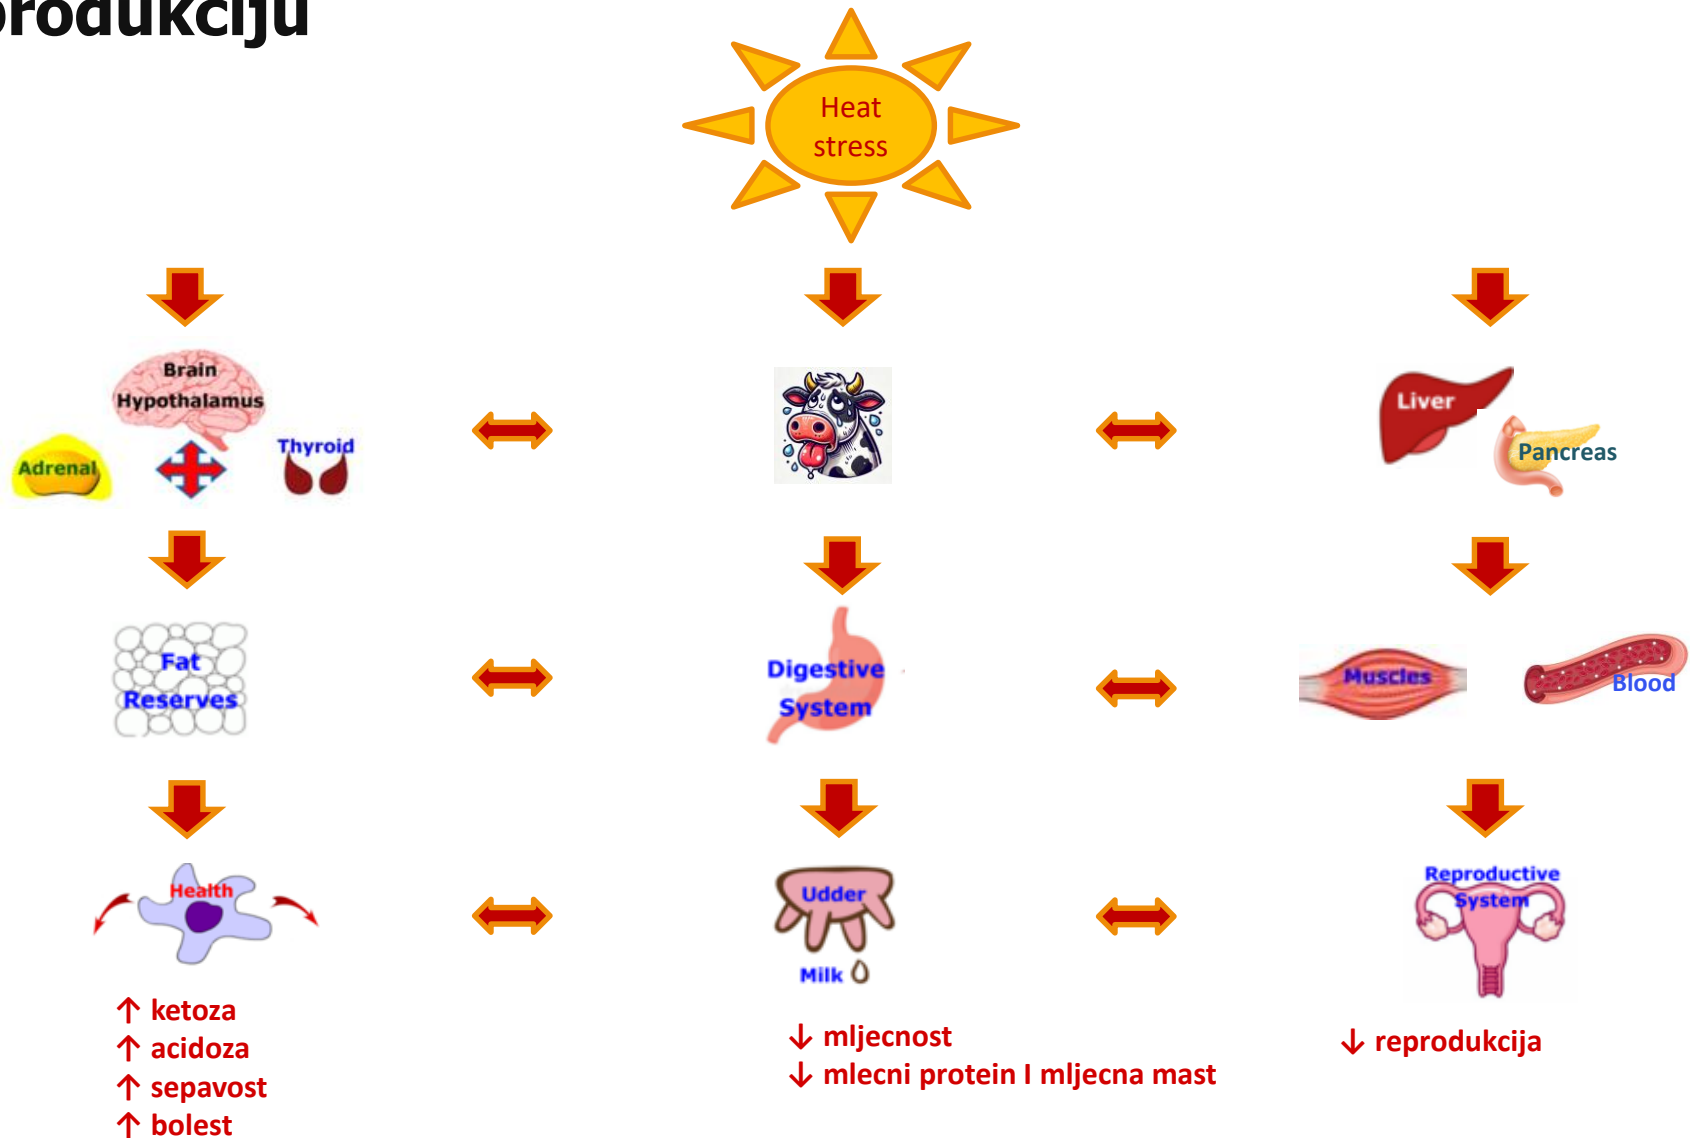 produkciju
Heat
stress
Brain
Hypothalamus
Adrenal
Thyroid
Liver
Pancreas
Fat
Reserves
Digestive
System
Muscles
Blood
Health
Udder
Milk
Reproductive
System
↑ ketoza
↑ acidoza
↑ sepavost
↑ bolest
↓ mljecnost
↓ mlecni protein I mljecna mast
↓ reprodukcija